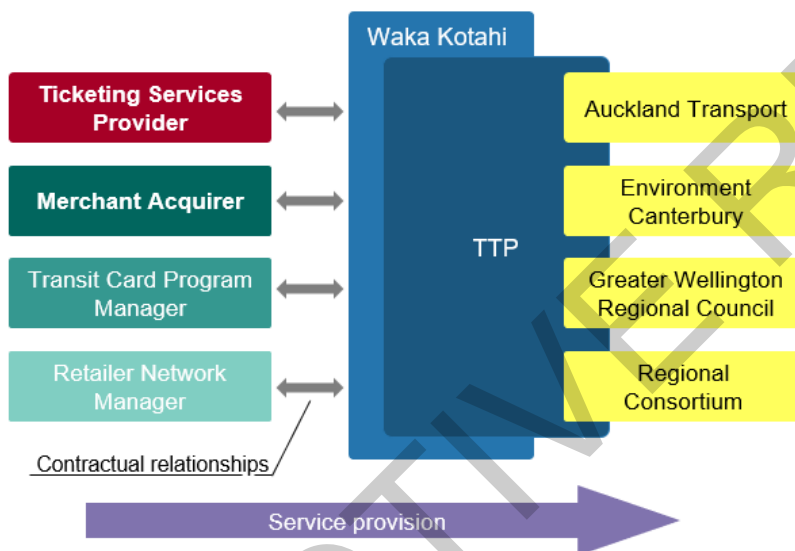 Waka Kotahi
Ticketing Services
Provider
Auckland Transport
Merchant Acquirer
Environment
Canterbury
TTP
Transit Card Program
Manager
Greater Wellington
Regional Council
Retailer Network
Manager
Regional
Consortium
Contractual relationships
Service provision